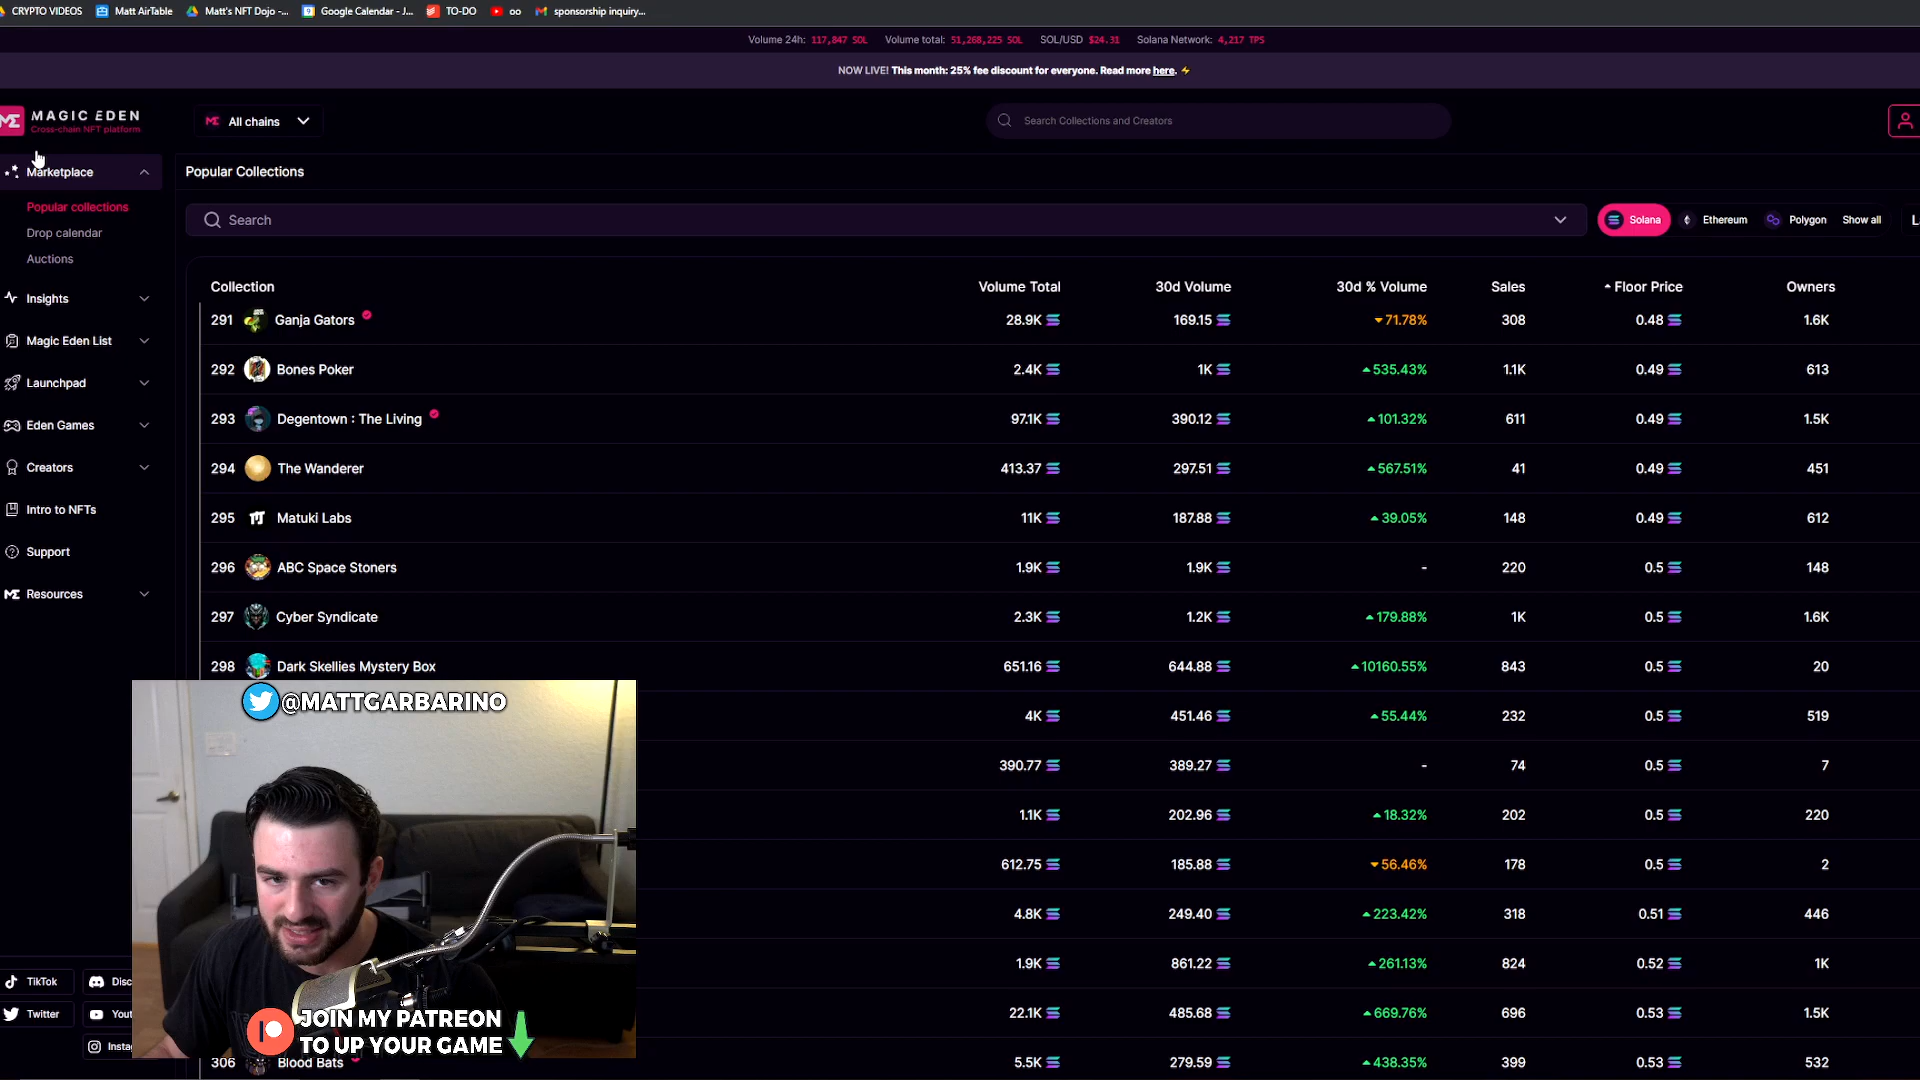 CRYPTO VIDEOS Matt AirTable Matt's NFT Dojo -... Google Calendar - J... TO-DO oo sponsorship inquiry...
Volume 24h: 117,847 SOL Volume total: 51,268,225 SOL SOL/USD $24.31 Solana Network: 4,217 TPS
NOW LIVE! This month: 25% fee discount for everyone. Read more here. ⚡
MAGIC EDEN
Cross-chain NFT platform
All chains
Search Collections and Creators
Marketplace
Popular collections
Drop calendar
Auctions
Insights
Magic Eden List
Launchpad
Eden Games
Creators
Intro to NFTs
Support
Resources
TikTok
Disc
Twitter
Yout
Insta
Popular Collections
Search
Solana Ethereum Polygon Show all
Collection Volume Total 30d Volume 30d % Volume Sales Floor Price Owners
291 Ganja Gators 28.9K 169.15 71.78% 308 0.48 1.6K
292 Bones Poker 2.4K 1K 535.43% 1.1K 0.49 613
293 Degentown : The Living 97.1K 390.12 101.32% 611 0.49 1.5K
294 The Wanderer 413.37 297.51 567.51% 41 0.49 451
295 Matuki Labs 11K 187.88 39.05% 148 0.49 612
296 ABC Space Stoners 1.9K 1.9K - 220 0.5 148
297 Cyber Syndicate 2.3K 1.2K 179.88% 1K 0.5 1.6K
298 Dark Skellies Mystery Box 651.16 644.88 10160.55% 843 0.5 20
4K 451.46 55.44% 232 0.5 519
390.77 389.27 - 74 0.5 7
1.1K 202.96 18.32% 202 0.5 220
612.75 185.88 56.46% 178 0.5 2
4.8K 249.40 223.42% 318 0.51 446
1.9K 861.22 261.13% 824 0.52 1K
22.1K 485.68 669.76% 696 0.53 1.5K
306 Blood Bats 5.5K 279.59 438.35% 399 0.53 532
@MATTGARBARINO
JOIN MY PATREON
TO UP YOUR GAME